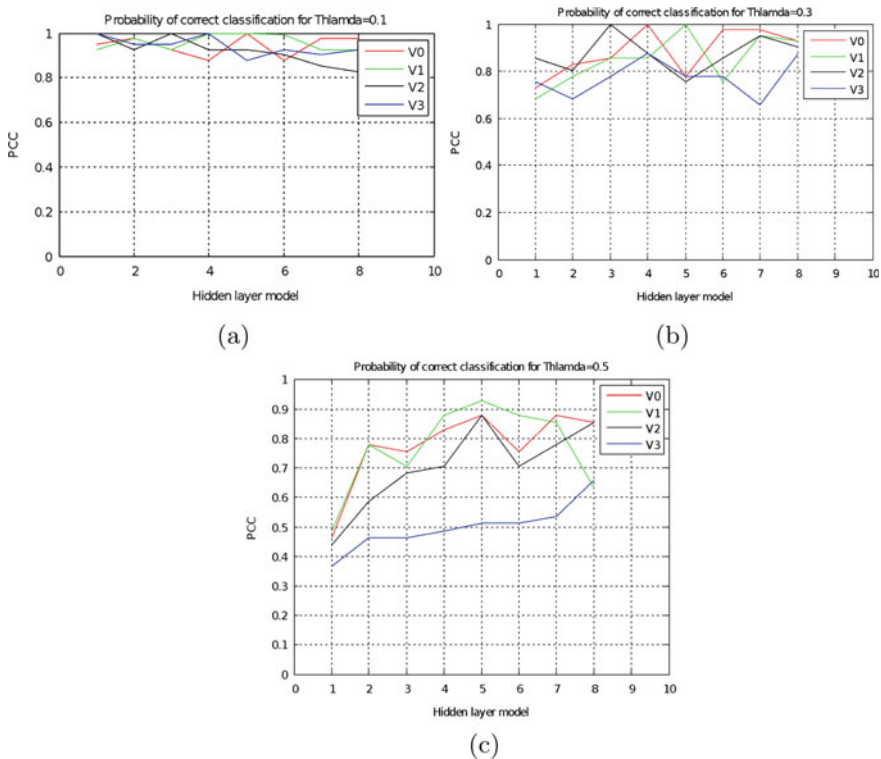 Probability of correct classification for Thlamda=0.1
1
0.8
0.6
0.4
0.2
0
PCC
0 2 4 6 8 10
Hidden layer model
V0
V1
V2
V3
(a)
Probability of correct classification for Thlamda=0.3
1
0.8
0.6
0.4
0.2
0
PCC
0 1 2 3 4 5 6 7 8 9 10
Hidden layer model
V0
V1
V2
V3
(b)
Probability of correct classification for Thlamda=0.5
1
0.9
0.8
0.7
0.6
0.5
0.4
0.3
0.2
0.1
0
PCC
0 1 2 3 4 5 6 7 8 9 10
Hidden layer model
V0
V1
V2
V3
(c)